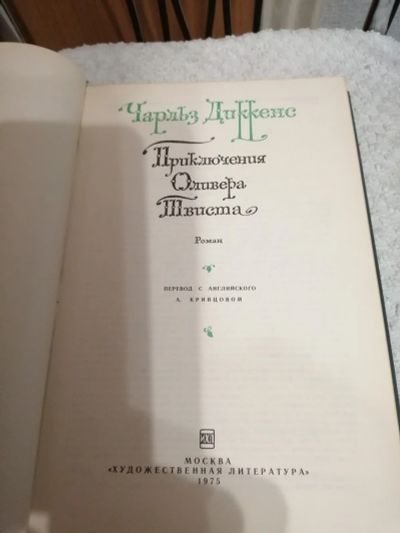 Чарльз Диккенс
Приключения
Оливера
Твиста
Роман
ПЕРЕВОД С АНГЛИЙСКОГО
А. КРИВЦОВОЙ
МОСКВА
«ХУДОЖЕСТВЕННАЯ ЛИТЕРАТУРА»
1975